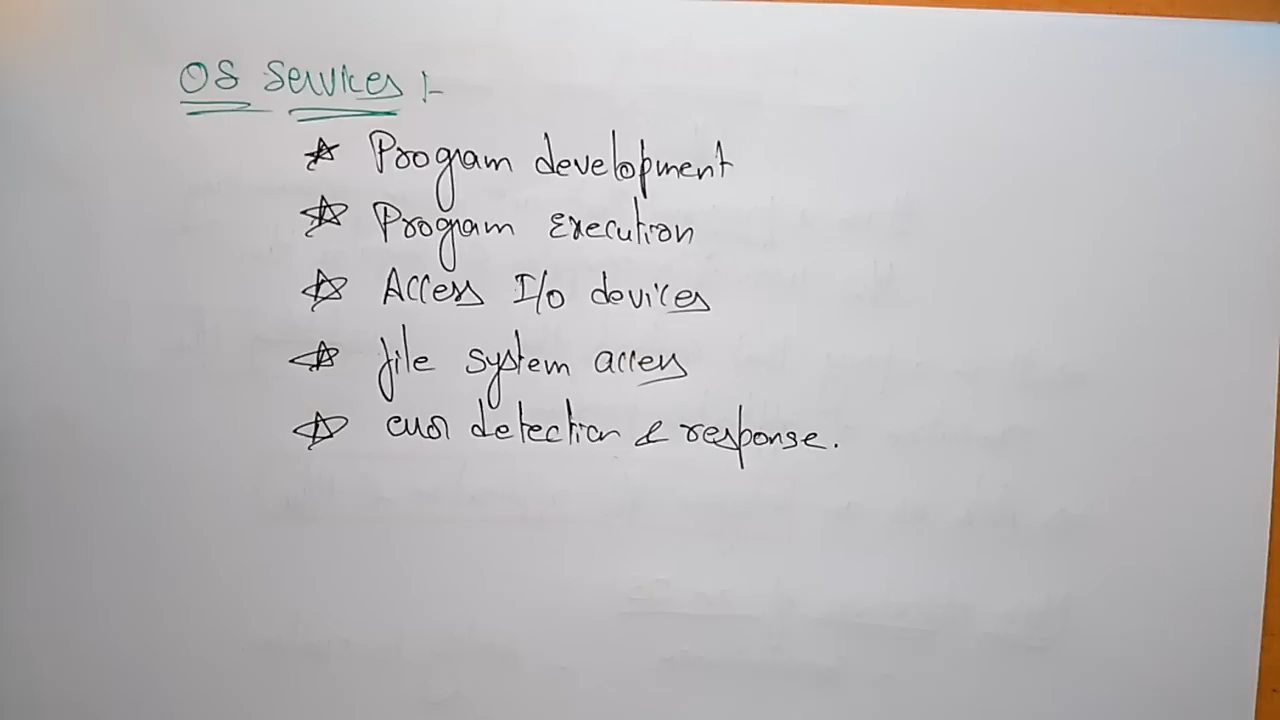 OS Services :-
☆ Program development
☆ Program Execution
☆ Access I/o devices
☆ file system access
☆ error detection & response.